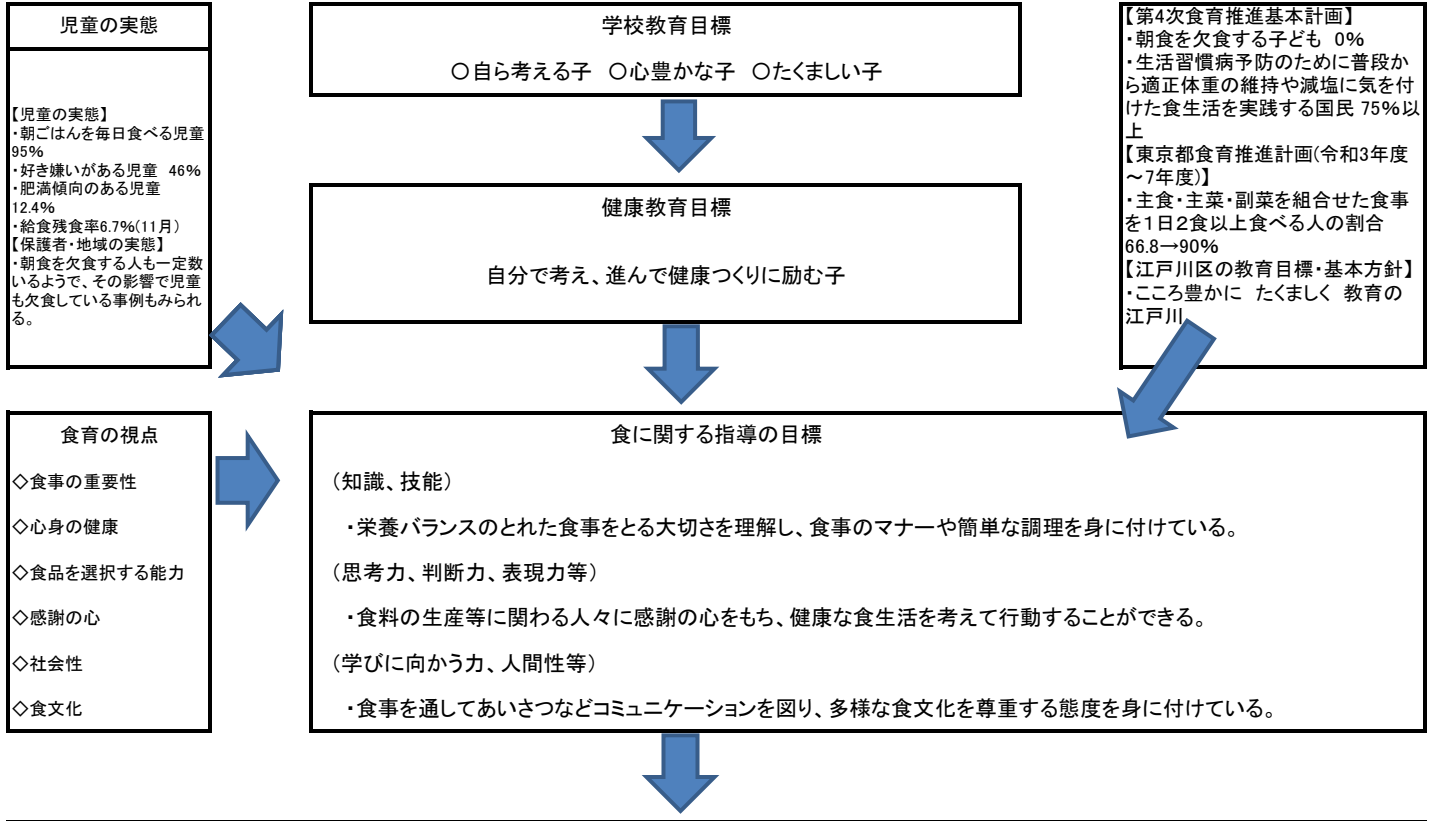 児童の実態
【児童の実態】
・朝ごはんを毎日食べる児童
95%
・好き嫌いがある児童　46%
・肥満傾向のある児童
12.4%
・給食残食率6.7%(11月)
【保護者・地域の実態】
・朝食を欠食する人も一定数
いるようで、その影響で児童
も欠食している事例もみられ
る。
学校教育目標
〇自ら考える子　〇心豊かな子　〇たくましい子
健康教育目標
自分で考え、進んで健康つくりに励む子
【第4次食育推進基本計画】
・朝食を欠食する子ども　0%
・生活習慣病予防のために普段か
ら適正体重の維持や減塩に気を付
けた食生活を実践する国民 75%以
上
【東京都食育推進計画(令和3年度
～7年度)】
・主食・主菜・副菜を組合せた食事
を1日2食以上食べる人の割合
66.8→90%
【江戸川区の教育目標・基本方針】
・こころ豊かに　たくましく　教育の
江戸川
食育の視点
◇食事の重要性
◇心身の健康
◇食品を選択する能力
◇感謝の心
◇社会性
◇食文化
食に関する指導の目標
（知識、技能）
・栄養バランスのとれた食事をとる大切さを理解し、食事のマナーや簡単な調理を身に付けている。
（思考力、判断力、表現力等）
・食料の生産等に関わる人々に感謝の心をもち、健康な食生活を考えて行動することができる。
（学びに向かう力、人間性等）
・食事を通してあいさつなどコミュニケーションを図り、多様な食文化を尊重する態度を身に付けている。